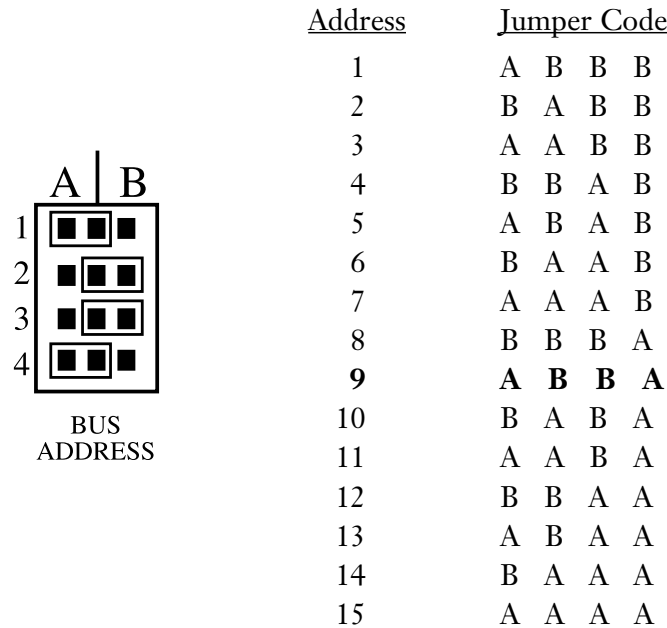 Address Jumper Code
1 A B B B
2 B A B B
3 A A B B
4 B B A B
5 A B A B
6 B A A B
7 A A A B
8 B B B A
9 A B B A
10 B A B A
11 A A B A
12 B B A A
13 A B A A
14 B A A A
15 A A A A
A B
1
2
3
4
BUS
ADDRESS